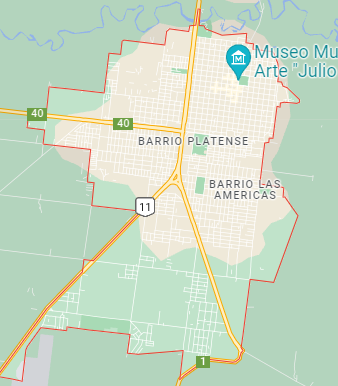 Museo Mu
Arte "Julio
40
40
BARRIO PLATENSE
BARRIO LAS
AMERICAS
11
1